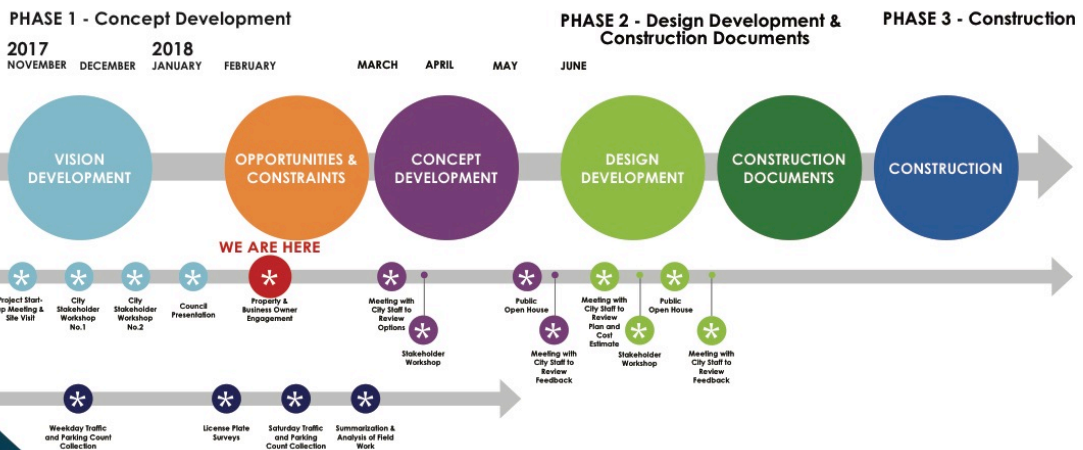 PHASE 1 - Concept Development
PHASE 2 - Design Development &
Construction Documents
PHASE 3 - Construction
2017
NOVEMBER
DECEMBER
2018
JANUARY
FEBRUARY
MARCH
APRIL
MAY
JUNE
VISION
DEVELOPMENT
OPPORTUNITIES &
CONSTRAINTS
CONCEPT
DEVELOPMENT
DESIGN
DEVELOPMENT
CONSTRUCTION
DOCUMENTS
CONSTRUCTION
WE ARE HERE
Project Start-
up Meeting &
Site Visit
City
Stakeholder
Workshop
No.1
City
Stakeholder
Workshop
No.2
Council
Presentation
Property &
Business Owner
Engagement
Meeting with
City Staff to
Review
Options
Stakeholder
Workshop
Public
Open House
Meeting with
City Staff to
Review
Feedback
Meeting with
City Staff to
Review
Plan and
Cost
Estimate
Stakeholder
Workshop
Public
Open House
Meeting with
City Staff to
Review
Feedback
Weekday Traffic
and Parking Count
Collection
License Plate
Surveys
Saturday Traffic
and Parking
Count Collection
Summarization &
Analysis of Field
Work